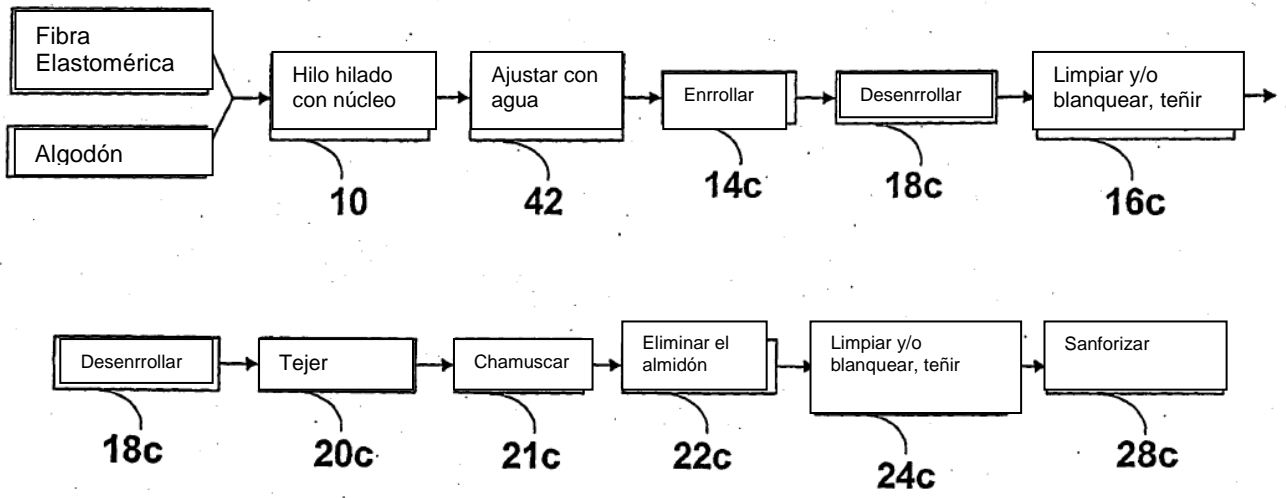 Fibra
Elastomérica
Algodón
Hilo hilado
con núcleo
10
Ajustar con
agua
42
Enrrollar
14c
Desenrrollar
18c
Limpiar y/o
blanquear, teñir
16c
Desenrrollar
18c
Tejer
20c
Chamuscar
21c
Eliminar el
almidón
22c
Limpiar y/o
blanquear, teñir
24c
Sanforizar
28c